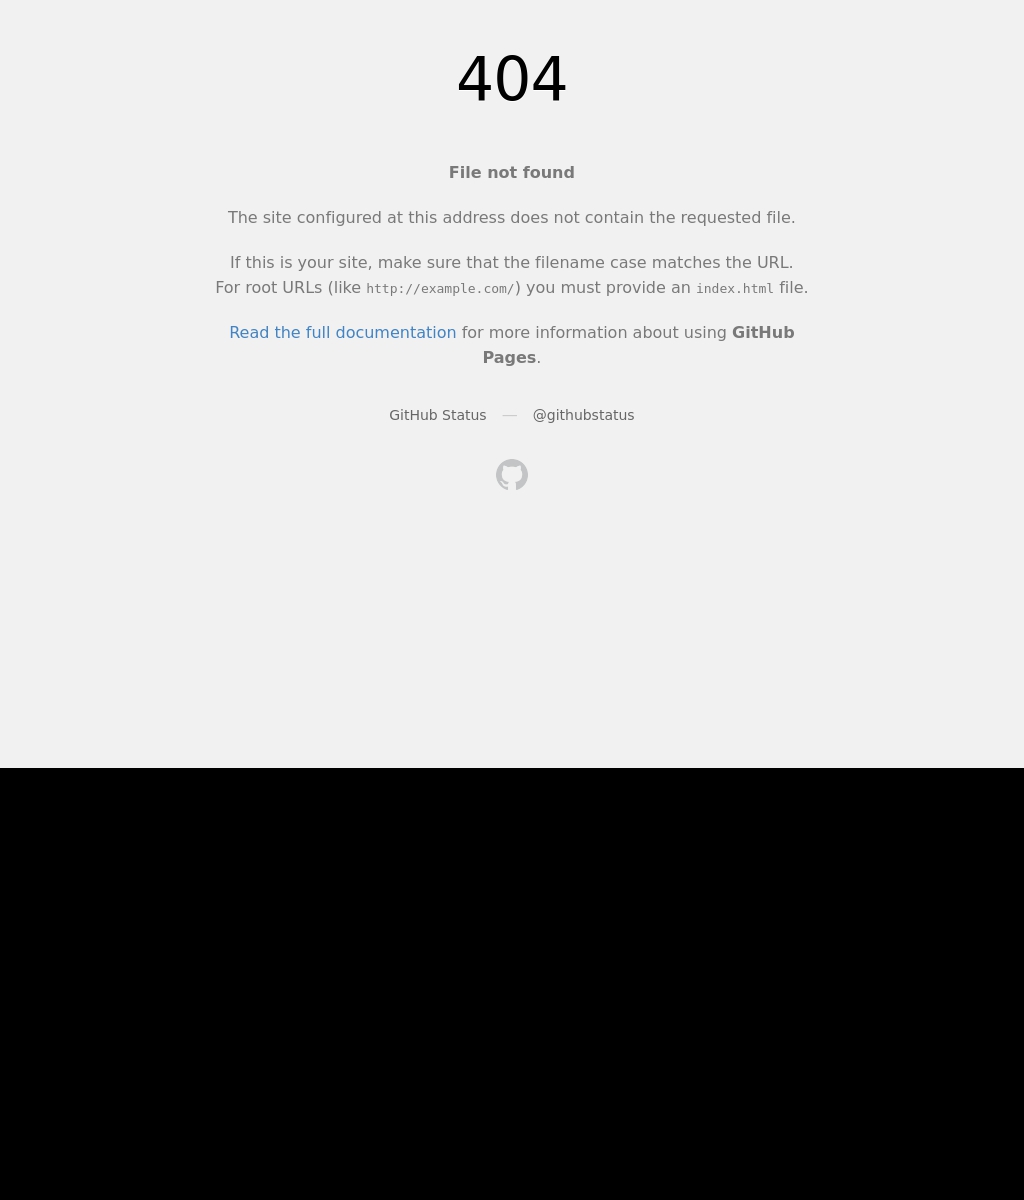 404
File not found
The site configured at this address does not contain the requested file.
If this is your site, make sure that the filename case matches the URL.
For root URLs (like http://example.com/) you must provide an index.html file.
Read the full documentation for more information about using GitHub
Pages.
GitHub Status — @githubstatus